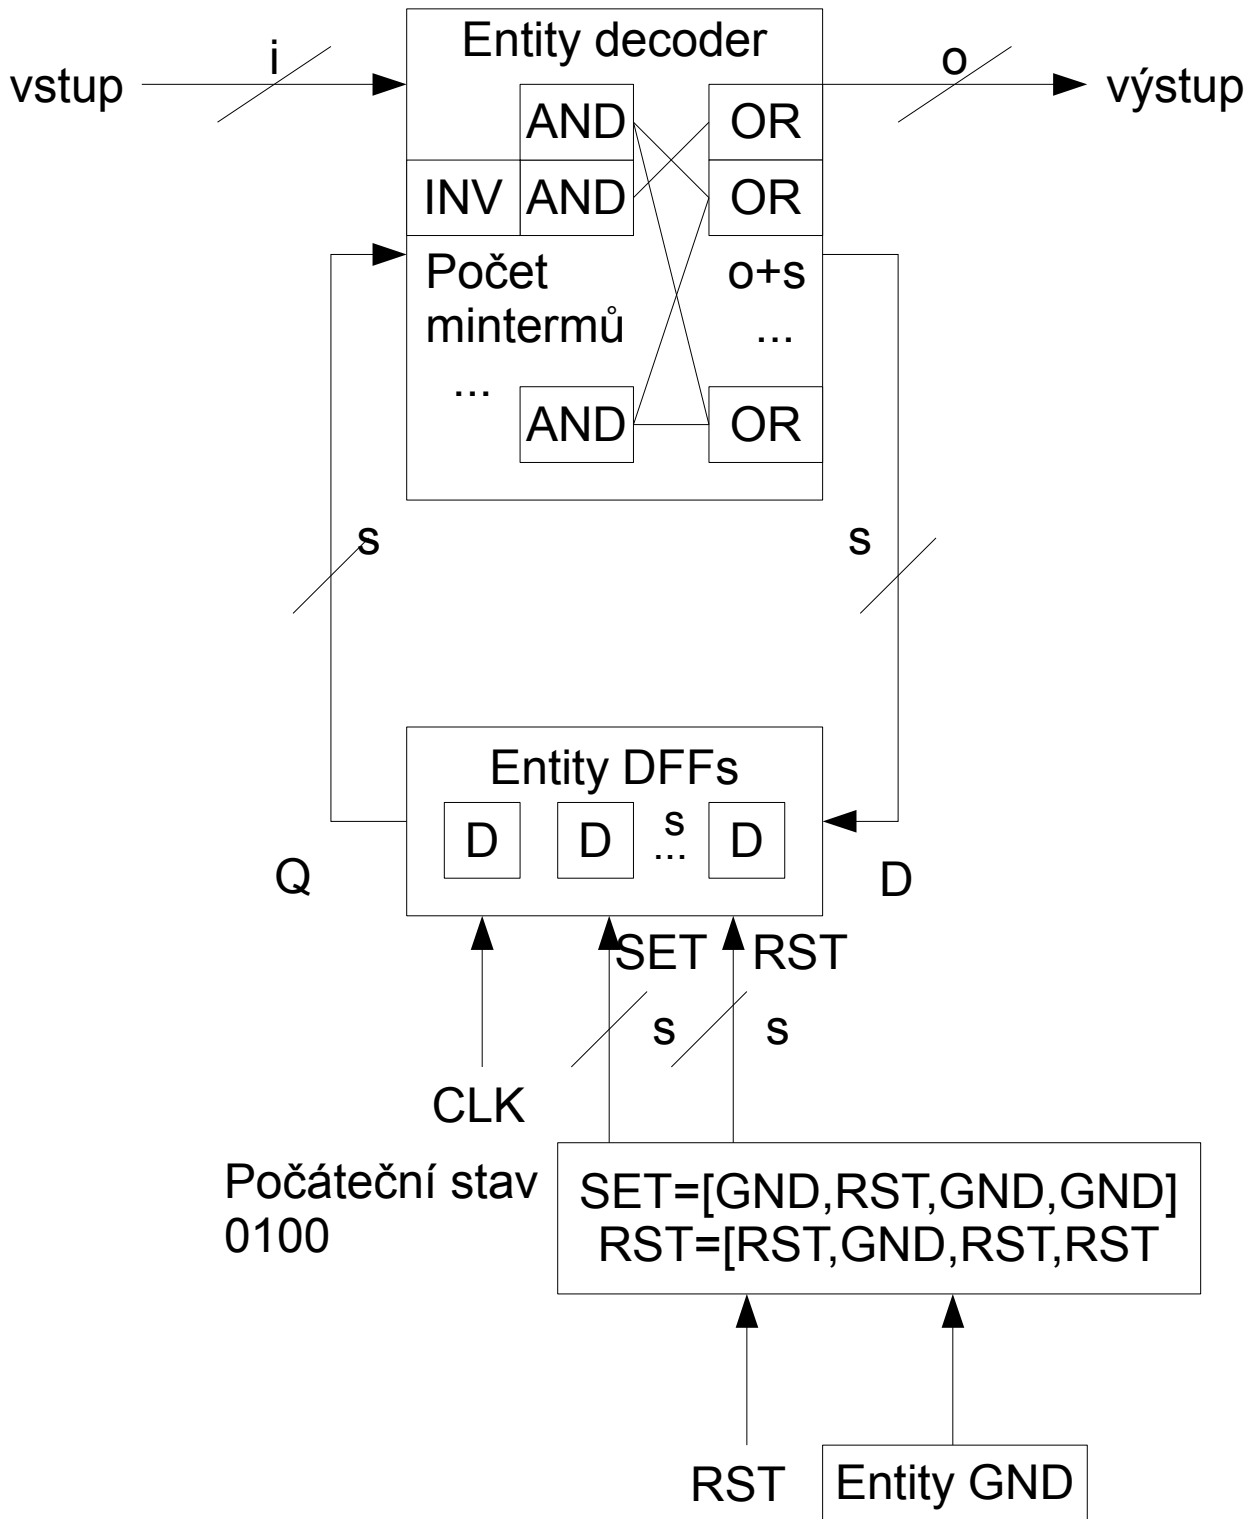 Entity decoder
vstup
i
o
výstup
AND
OR
INV
AND
OR
Počet
mintermů
...
o+s
...
AND
OR
s
s
Entity DFFs
D
D
s
...
D
Q
D
SET
RST
s
s
CLK
Počáteční stav
0100
SET=[GND,RST,GND,GND]
RST=[RST,GND,RST,RST
RST
Entity GND